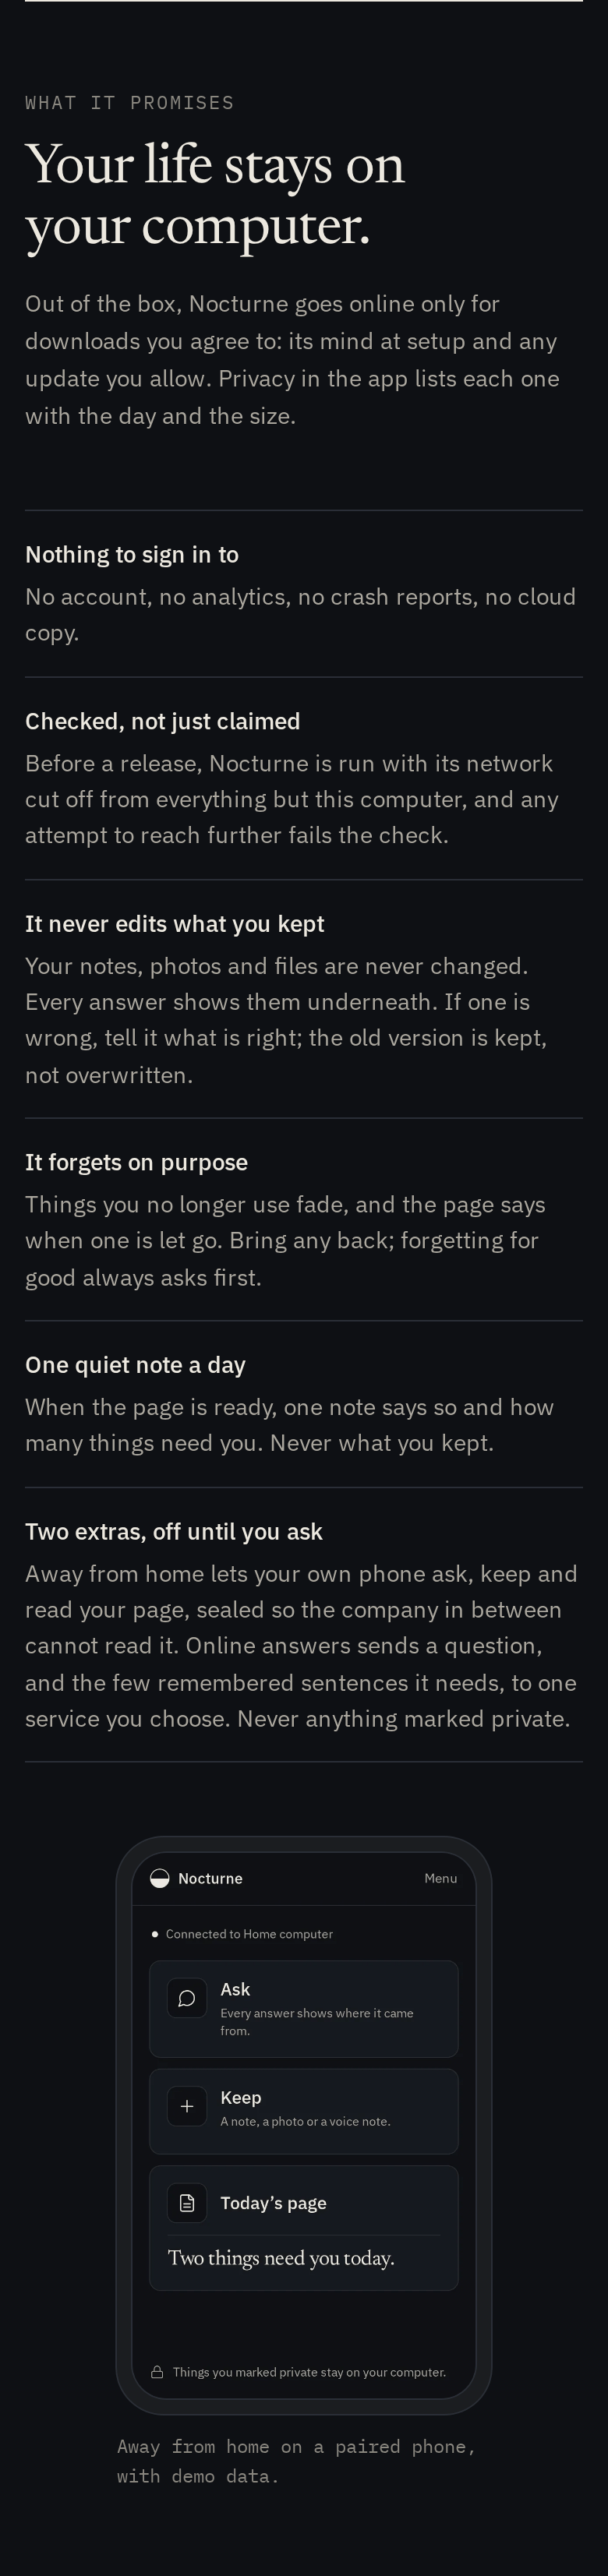 WHAT IT PROMISES
Your life stays on
your computer.
Out of the box, Nocturne goes online only for
downloads you agree to: its mind at setup and any
update you allow. Privacy in the app lists each one
with the day and the size.
Nothing to sign in to
No account, no analytics, no crash reports, no cloud
copy.
Checked, not just claimed
Before a release, Nocturne is run with its network
cut off from everything but this computer, and any
attempt to reach further fails the check.
It never edits what you kept
Your notes, photos and files are never changed.
Every answer shows them underneath. If one is
wrong, tell it what is right; the old version is kept,
not overwritten.
It forgets on purpose
Things you no longer use fade, and the page says
when one is let go. Bring any back; forgetting for
good always asks first.
One quiet note a day
When the page is ready, one note says so and how
many things need you. Never what you kept.
Two extras, off until you ask
Away from home lets your own phone ask, keep and
read your page, sealed so the company in between
cannot read it. Online answers sends a question,
and the few remembered sentences it needs, to one
service you choose. Never anything marked private.
Nocturne Menu
Connected to Home computer
Ask
Every answer shows where it came
from.
Keep
A note, a photo or a voice note.
Today’s page
Two things need you today.
Things you marked private stay on your computer.
Away from home on a paired phone,
with demo data.